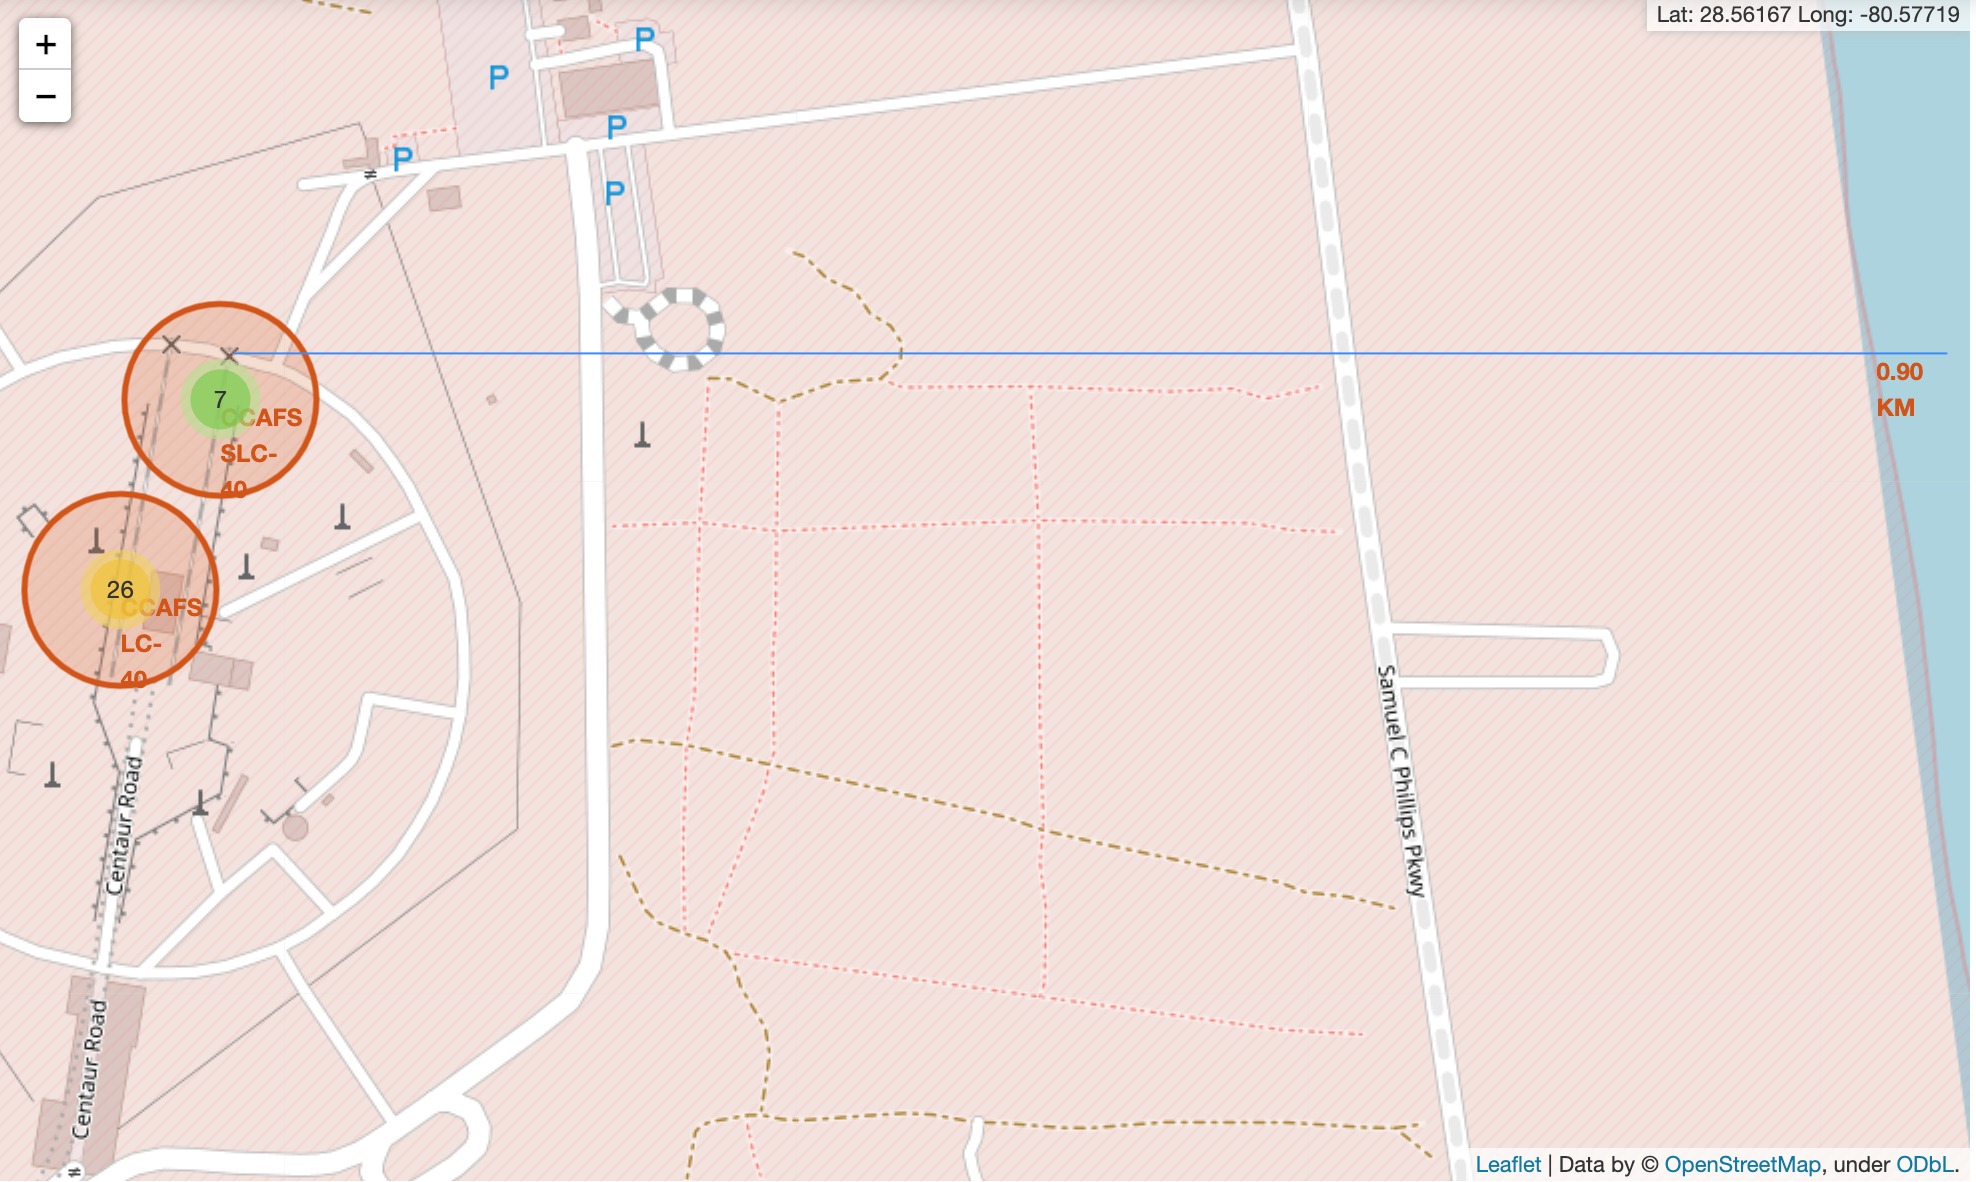 +
Lat: 28.56167 Long: -80.57719
−
P
P
P
P
P
0.90
KM
7
CCAFS
SLC-
40
26
CCAFS
LC-
40
Samuel C Phillips Pkwy
Centaur Road
Centaur Road
Leaflet | Data by © OpenStreetMap, under ODbL.